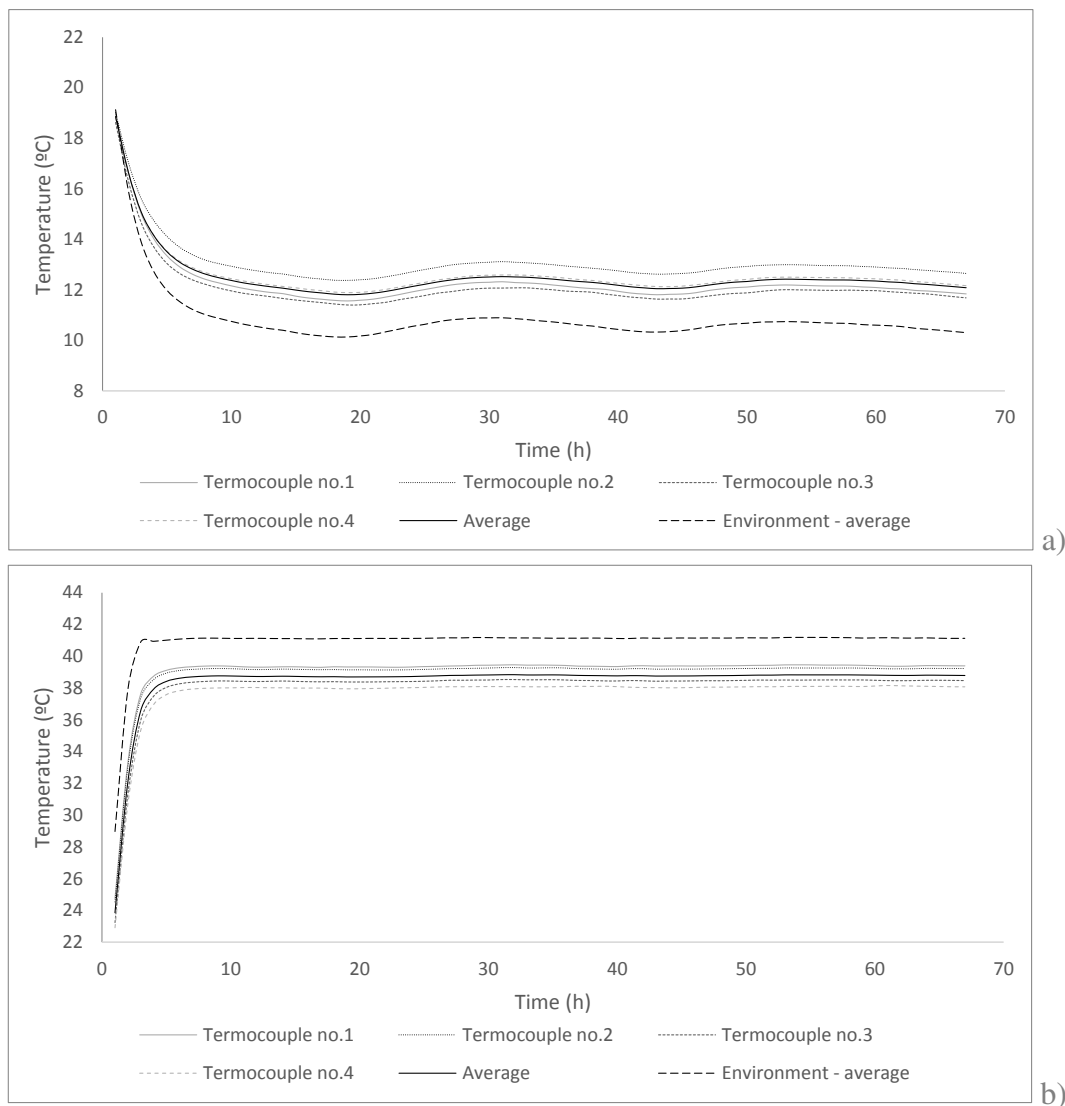 22
20
18
16
14
12
10
8
Temperature (ºC)
0 10 20 30 40 50 60 70
Time (h)
Termocouple no.1 Termocouple no.2 Termocouple no.3
Termocouple no.4 Average Environment - average
a)
44
42
40
38
36
34
32
30
28
26
24
22
Temperature (ºC)
0 10 20 30 40 50 60 70
Time (h)
Termocouple no.1 Termocouple no.2 Termocouple no.3
Termocouple no.4 Average Environment - average
b)